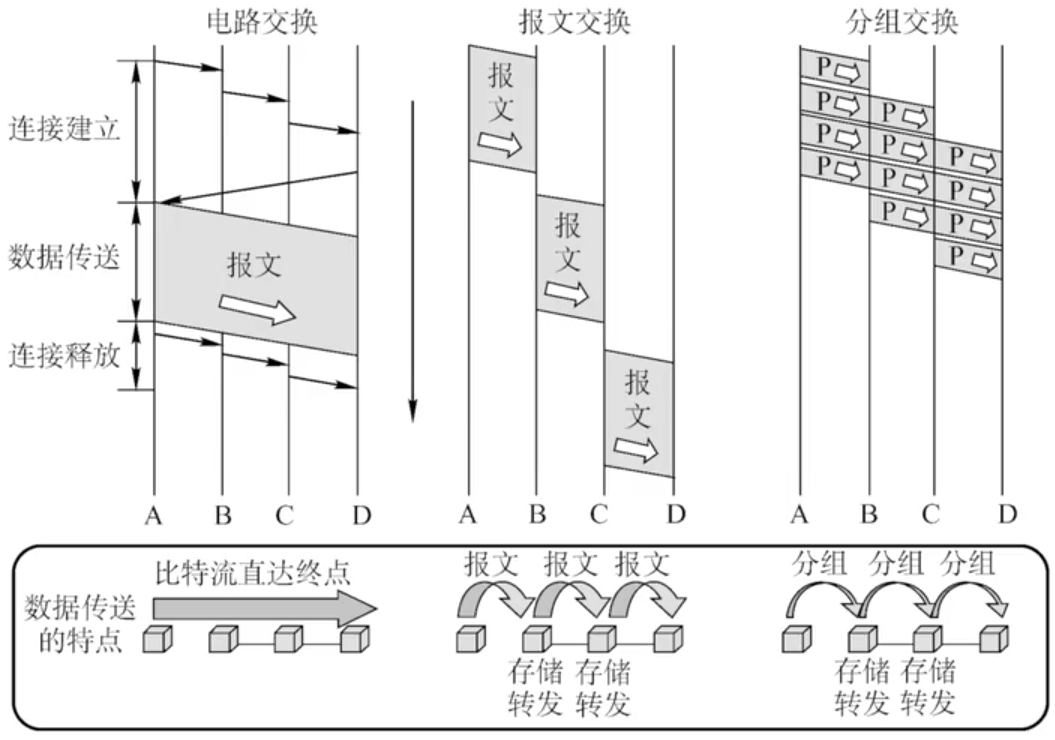 电路交换
报文交换
分组交换
连接建立
数据传送
连接释放
报文
A B C D
报
文
报
文
报
文
A B C D
P
P P
P P P
P P P
P P
P
A B C D
数据传送
的特点
比特流直达终点
报文 报文 报文
存储 存储
转发 转发
分组 分组 分组
存储 存储
转发 转发